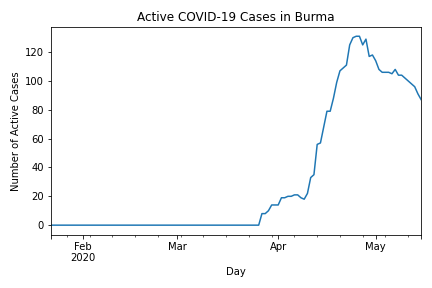 Active COVID-19 Cases in Burma
Number of Active Cases
120
100
80
60
40
20
0
Feb
2020
Mar
Apr
May
Day